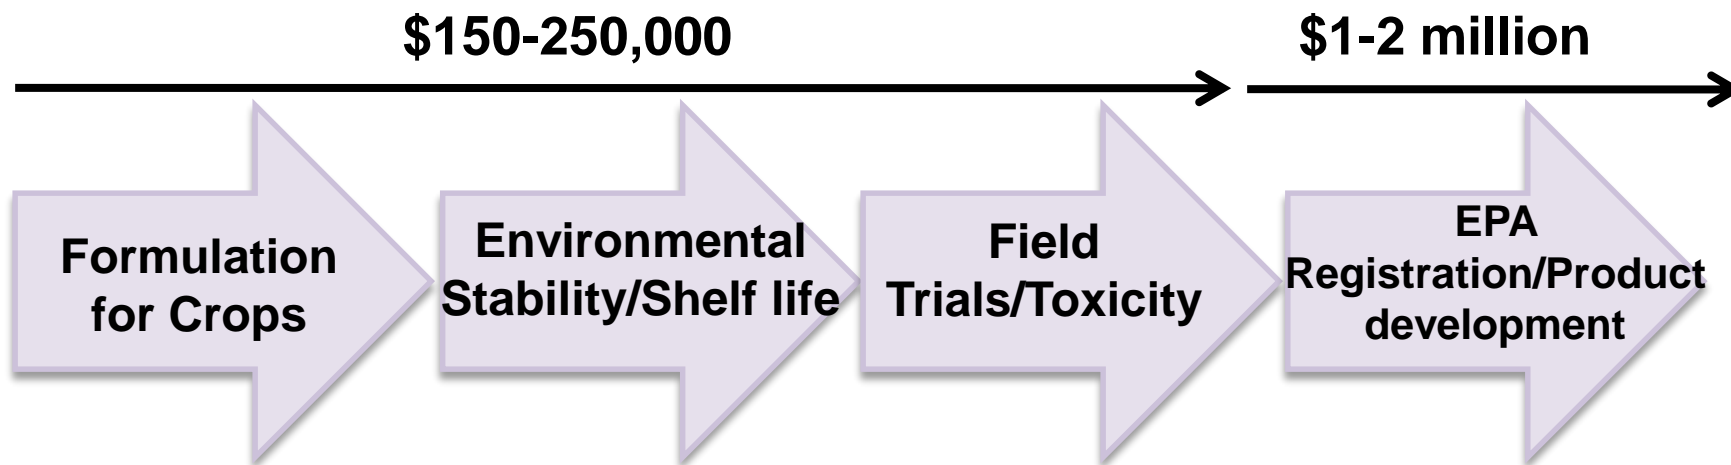 $150-250,000
$1-2 million
Formulation
for Crops
Environmental
Stability/Shelf life
Field
Trials/Toxicity
EPA
Registration/Product
development